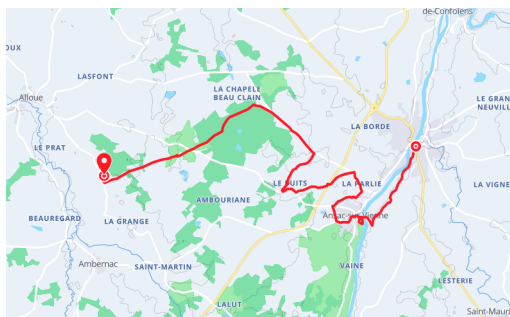 de-Confolens
OUX
LASFONT
Alloue
LA CHAPELLE
BEAU CLAIN
LE GRAN
NEUVILL
LA BORDE
LE PRAT
LE PUITS
LA PARLIE
LA VIGNE
AMBOURIANE
BEAUREGARD
LA GRANGE
Ansac-sur-Vienne
Ambernac
SAINT-MARTIN
VAINE
LESTERIE
LALUT
Saint-Mauri